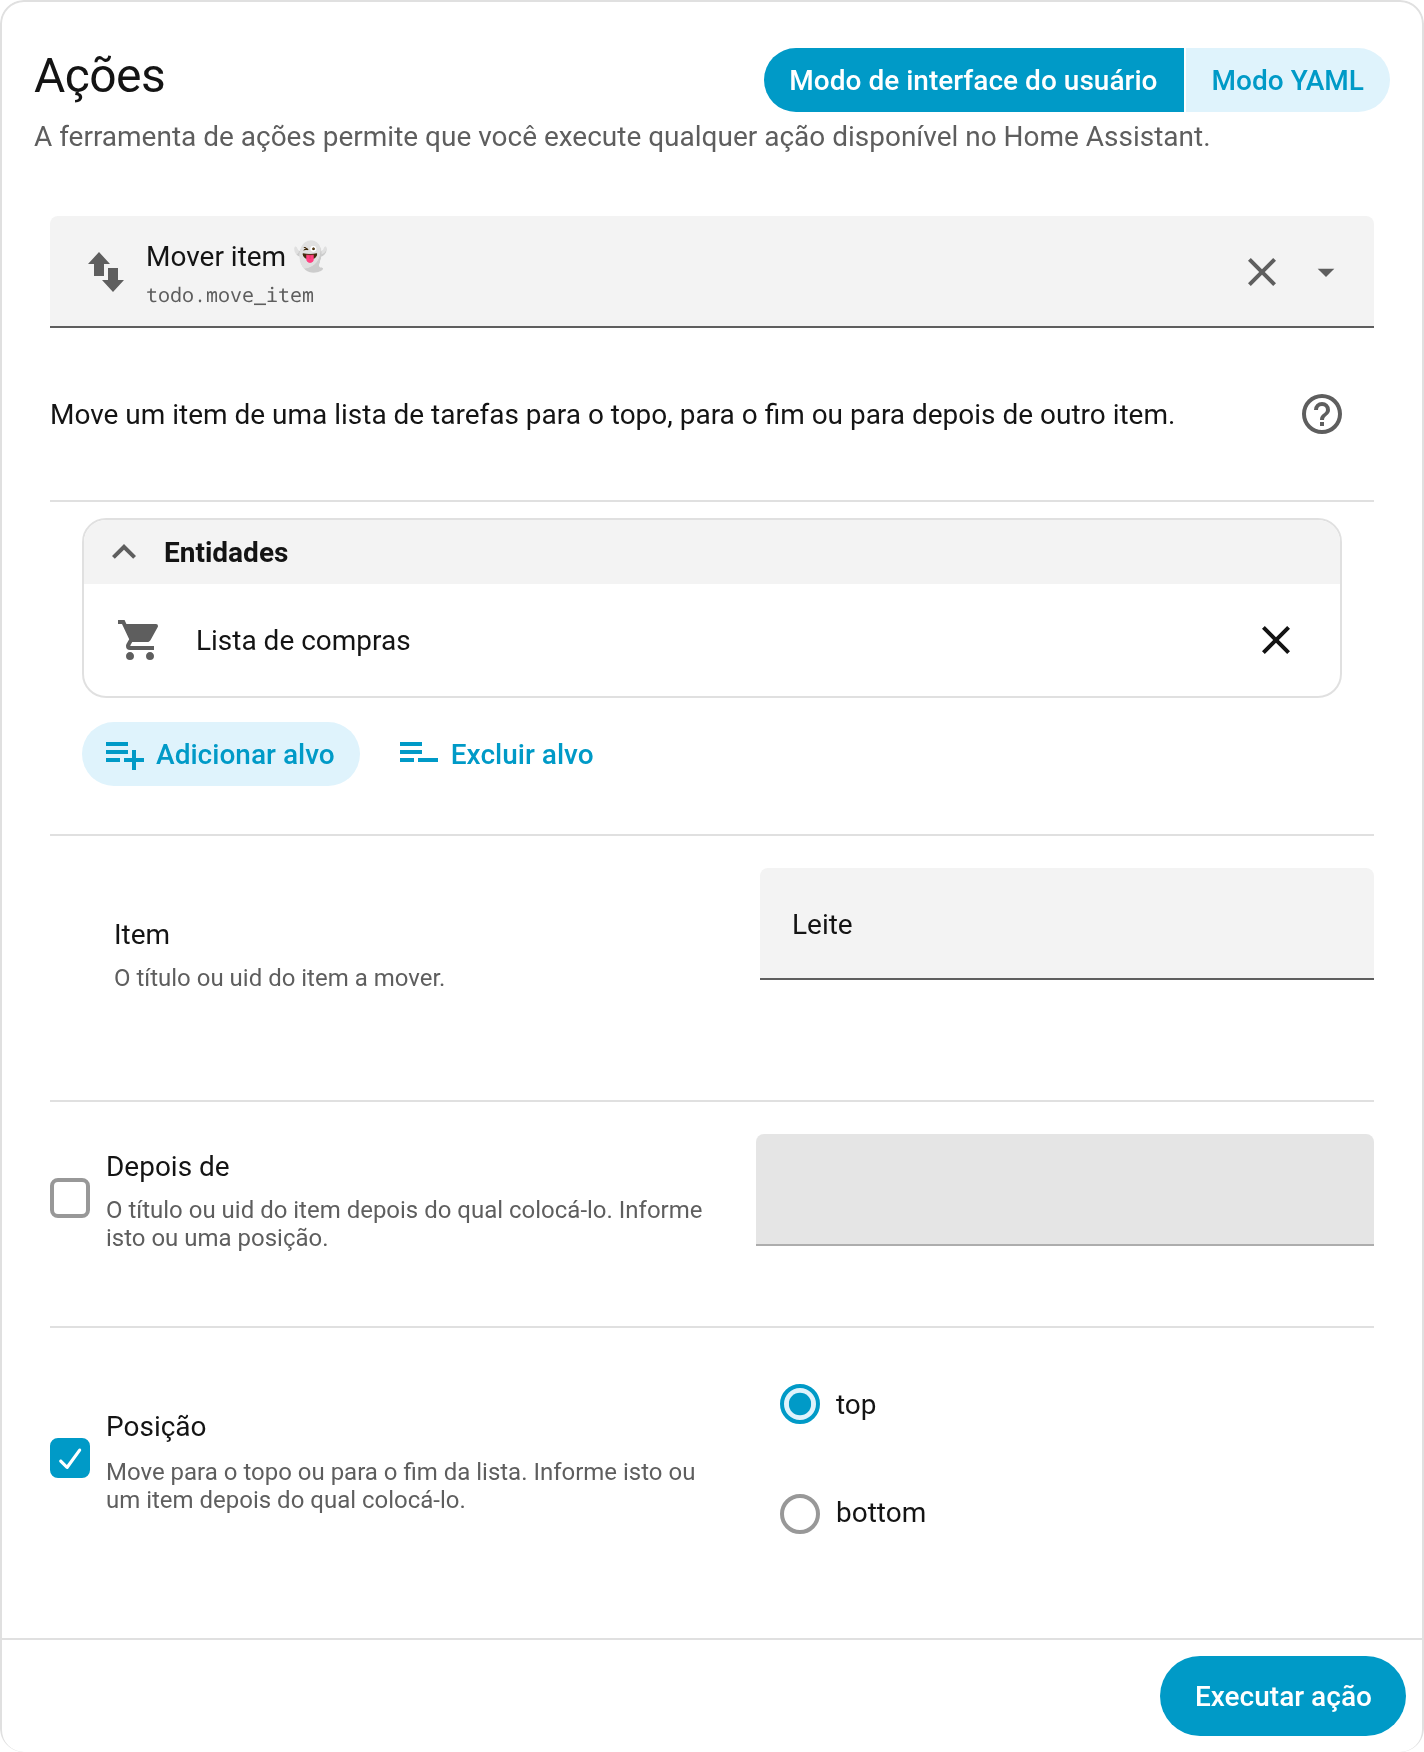 Ações
Modo de interface do usuário
Modo YAML
A ferramenta de ações permite que você execute qualquer ação disponível no Home Assistant.
Mover item 👻
todo.move_item
Move um item de uma lista de tarefas para o topo, para o fim ou para depois de outro item.
Entidades
Lista de compras
Adicionar alvo
Excluir alvo
Item
O título ou uid do item a mover.
Leite
Depois de
O título ou uid do item depois do qual colocá-lo. Informe
isto ou uma posição.
Posição
Move para o topo ou para o fim da lista. Informe isto ou
um item depois do qual colocá-lo.
top
bottom
Executar ação